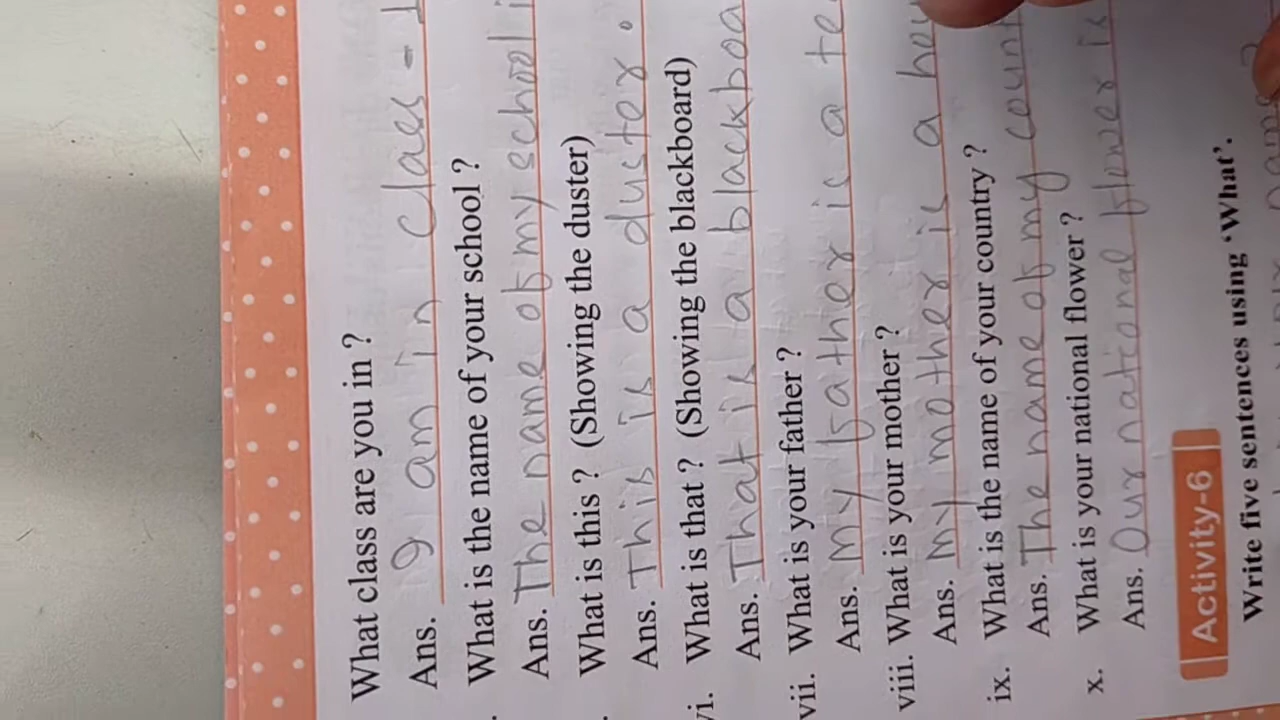 What class are you in ?
Ans. I am in class -
What is the name of your school ?
Ans. The name of my school
What is this ? (Showing the duster)
Ans. This is a duster.
vi. What is that ? (Showing the blackboard)
Ans. That is a blackboa
vii. What is your father ?
Ans. My father is a te
viii. What is your mother ?
Ans. My mother is a hou
ix. What is the name of your country ?
Ans. The name of my count
x. What is your national flower ?
Ans. Our national flower is
Activity-6
Write five sentences using ‘What’.